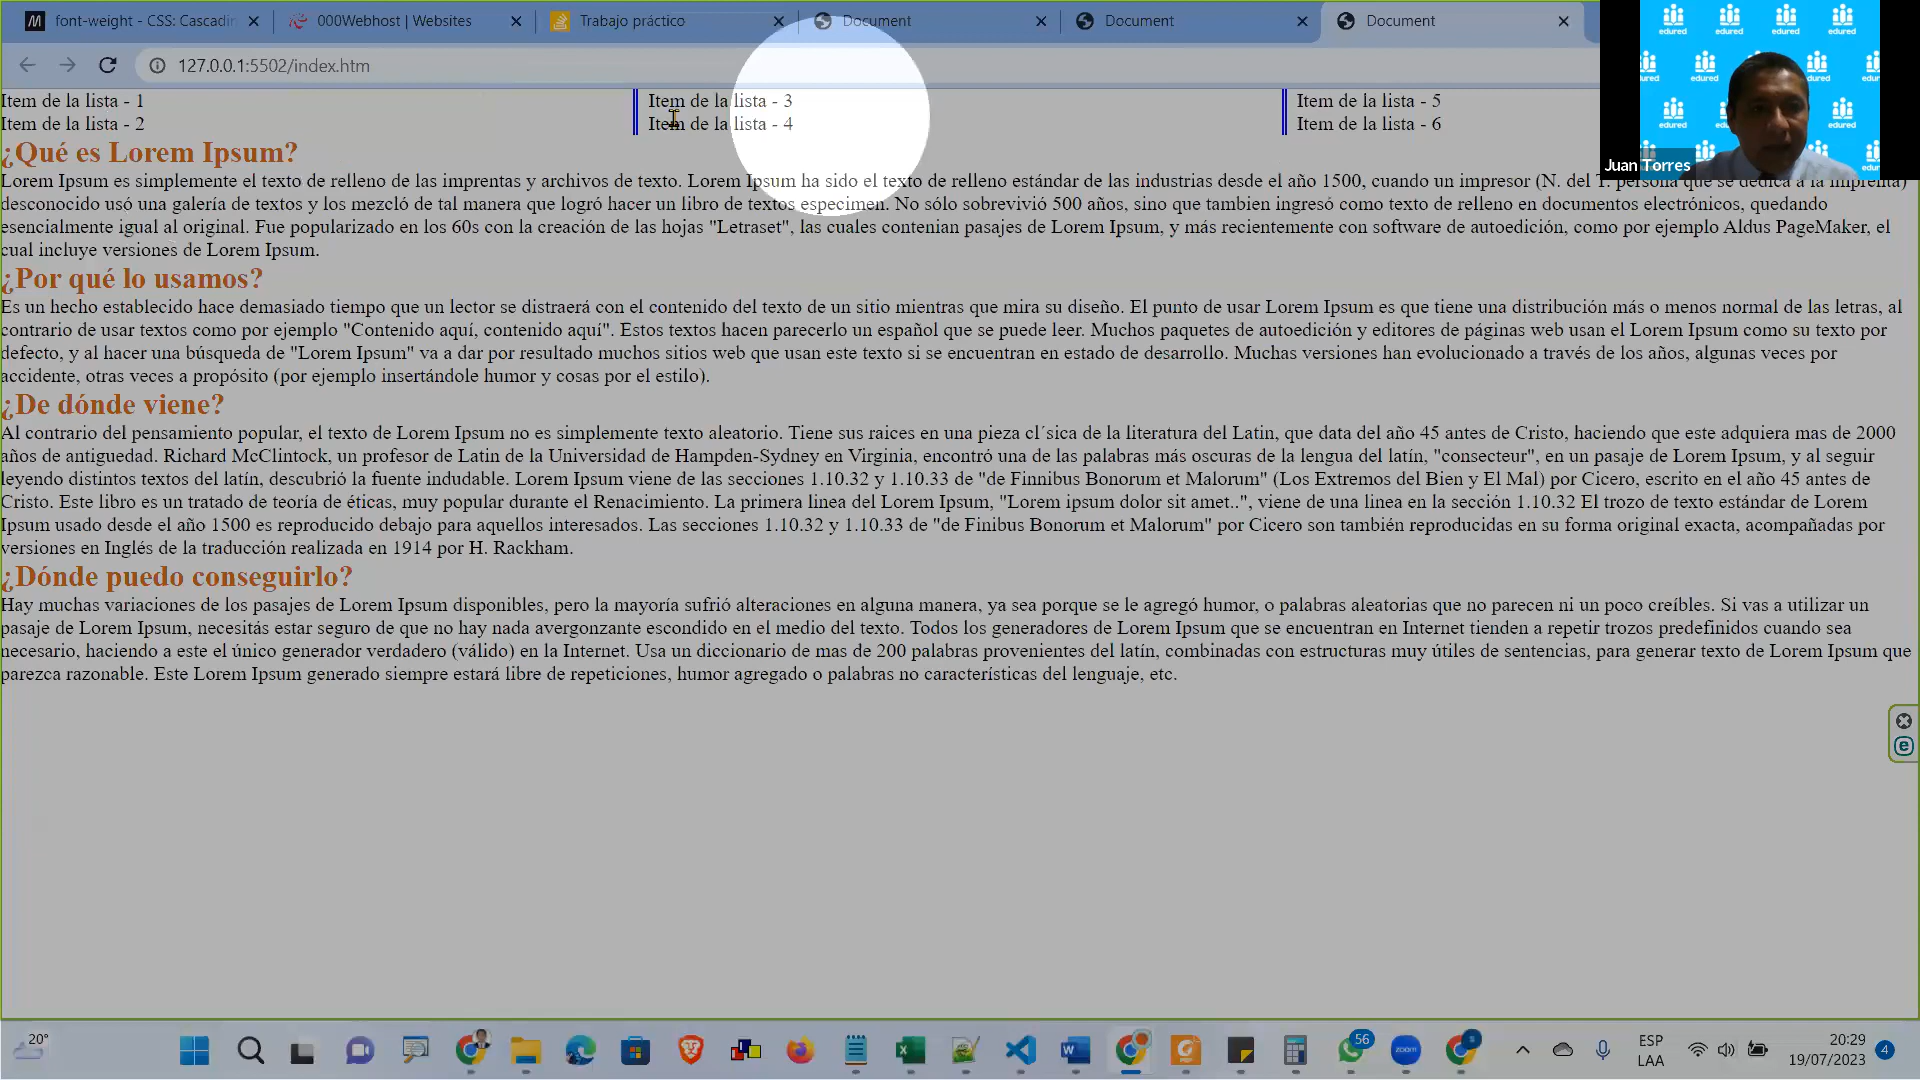 font-weight - CSS: Cascadin
000Webhost | Websites
Trabajo práctico
Document
Document
Document
127.0.0.1:5502/index.htm
edured edured edured
edured
edured edured edured
Juan Torres
Item de la lista - 1
Item de la lista - 2
Item de la lista - 3
Item de la lista - 4
Item de la lista - 5
Item de la lista - 6
¿Qué es Lorem Ipsum?
Lorem Ipsum es simplemente el texto de relleno de las imprentas y archivos de texto. Lorem Ipsum ha sido el texto de relleno estándar de las industrias desde el año 1500, cuando un impresor (N. del T. persona que se dedica a la imprenta)
desconocido usó una galería de textos y los mezcló de tal manera que logró hacer un libro de textos especimen. No sólo sobrevivió 500 años, sino que tambien ingresó como texto de relleno en documentos electrónicos, quedando
esencialmente igual al original. Fue popularizado en los 60s con la creación de las hojas "Letraset", las cuales contenian pasajes de Lorem Ipsum, y más recientemente con software de autoedición, como por ejemplo Aldus PageMaker, el
cual incluye versiones de Lorem Ipsum.
¿Por qué lo usamos?
Es un hecho establecido hace demasiado tiempo que un lector se distraerá con el contenido del texto de un sitio mientras que mira su diseño. El punto de usar Lorem Ipsum es que tiene una distribución más o menos normal de las letras, al
contrario de usar textos como por ejemplo "Contenido aquí, contenido aquí". Estos textos hacen parecerlo un español que se puede leer. Muchos paquetes de autoedición y editores de páginas web usan el Lorem Ipsum como su texto por
defecto, y al hacer una búsqueda de "Lorem Ipsum" va a dar por resultado muchos sitios web que usan este texto si se encuentran en estado de desarrollo. Muchas versiones han evolucionado a través de los años, algunas veces por
accidente, otras veces a propósito (por ejemplo insertándole humor y cosas por el estilo).
¿De dónde viene?
Al contrario del pensamiento popular, el texto de Lorem Ipsum no es simplemente texto aleatorio. Tiene sus raices en una pieza cl´sica de la literatura del Latin, que data del año 45 antes de Cristo, haciendo que este adquiera mas de 2000
años de antiguedad. Richard McClintock, un profesor de Latin de la Universidad de Hampden-Sydney en Virginia, encontró una de las palabras más oscuras de la lengua del latín, "consecteur", en un pasaje de Lorem Ipsum, y al seguir
leyendo distintos textos del latín, descubrió la fuente indudable. Lorem Ipsum viene de las secciones 1.10.32 y 1.10.33 de "de Finnibus Bonorum et Malorum" (Los Extremos del Bien y El Mal) por Cicero, escrito en el año 45 antes de
Cristo. Este libro es un tratado de teoría de éticas, muy popular durante el Renacimiento. La primera linea del Lorem Ipsum, "Lorem ipsum dolor sit amet..", viene de una linea en la sección 1.10.32 El trozo de texto estándar de Lorem
Ipsum usado desde el año 1500 es reproducido debajo para aquellos interesados. Las secciones 1.10.32 y 1.10.33 de "de Finibus Bonorum et Malorum" por Cicero son también reproducidas en su forma original exacta, acompañadas por
versiones en Inglés de la traducción realizada en 1914 por H. Rackham.
¿Dónde puedo conseguirlo?
Hay muchas variaciones de los pasajes de Lorem Ipsum disponibles, pero la mayoría sufrió alteraciones en alguna manera, ya sea porque se le agregó humor, o palabras aleatorias que no parecen ni un poco creíbles. Si vas a utilizar un
pasaje de Lorem Ipsum, necesitás estar seguro de que no hay nada avergonzante escondido en el medio del texto. Todos los generadores de Lorem Ipsum que se encuentran en Internet tienden a repetir trozos predefinidos cuando sea
necesario, haciendo a este el único generador verdadero (válido) en la Internet. Usa un diccionario de mas de 200 palabras provenientes del latín, combinadas con estructuras muy útiles de sentencias, para generar texto de Lorem Ipsum que
parezca razonable. Este Lorem Ipsum generado siempre estará libre de repeticiones, humor agregado o palabras no características del lenguaje, etc.
20°
56
zoom
ESP
LAA
20:29
19/07/2023
4